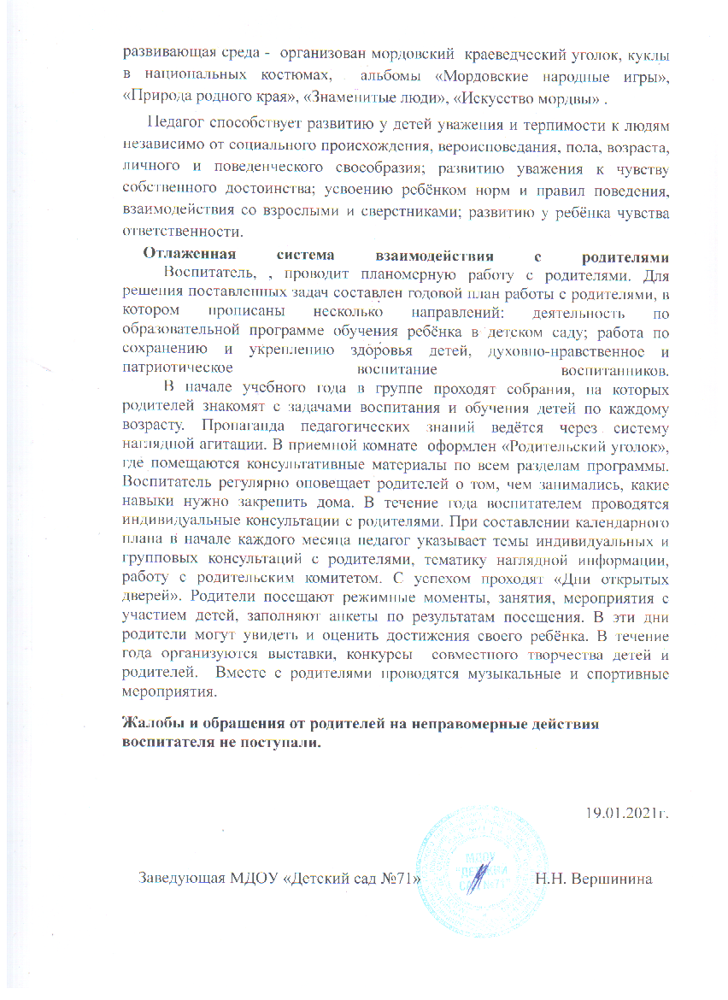 развивающая среда - организован мордовский краеведческий уголок, куклы
в национальных костюмах, альбомы «Мордовские народные игры»,
«Природа родного края», «Знаменитые люди», «Искусство мордвы» .
Педагог способствует развитию у детей уважения и терпимости к людям
независимо от социального происхождения, вероисповедания, пола, возраста,
личного и поведенческого своеобразия; развитию уважения к чувству
собственного достоинства; усвоению ребёнком норм и правил поведения,
взаимодействия со взрослыми и сверстниками; развитию у ребёнка чувства
ответственности.
Отлаженная система взаимодействия с родителями
Воспитатель, , проводит планомерную работу с родителями. Для
решения поставленных задач составлен годовой план работы с родителями, в
котором прописаны несколько направлений: деятельность по
образовательной программе обучения ребёнка в детском саду; работа по
сохранению и укреплению здоровья детей, духовно-нравственное и
патриотическое воспитание воспитанников.
В начале учебного года в группе проходят собрания, на которых
родителей знакомят с задачами воспитания и обучения детей по каждому
возрасту. Пропаганда педагогических знаний ведётся через систему
наглядной агитации. В приемной комнате оформлен «Родительский уголок»,
где помещаются консультативные материалы по всем разделам программы.
Воспитатель регулярно оповещает родителей о том, чем занимались, какие
навыки нужно закрепить дома. В течение года воспитателем проводятся
индивидуальные консультации с родителями. При составлении календарного
плана в начале каждого месяца педагог указывает темы индивидуальных и
групповых консультаций с родителями, тематику наглядной информации,
работу с родительским комитетом. С успехом проходят «Дни открытых
дверей». Родители посещают режимные моменты, занятия, мероприятия с
участием детей, заполняют анкеты по результатам посещения. В эти дни
родители могут увидеть и оценить достижения своего ребёнка. В течение
года организуются выставки, конкурсы совместного творчества детей и
родителей. Вместе с родителями проводятся музыкальные и спортивные
мероприятия.
Жалобы и обращения от родителей на неправомерные действия
воспитателя не поступали.
19.01.2021г.
Заведующая МДОУ «Детский сад №71» Н.Н. Вершинина
МДОУ